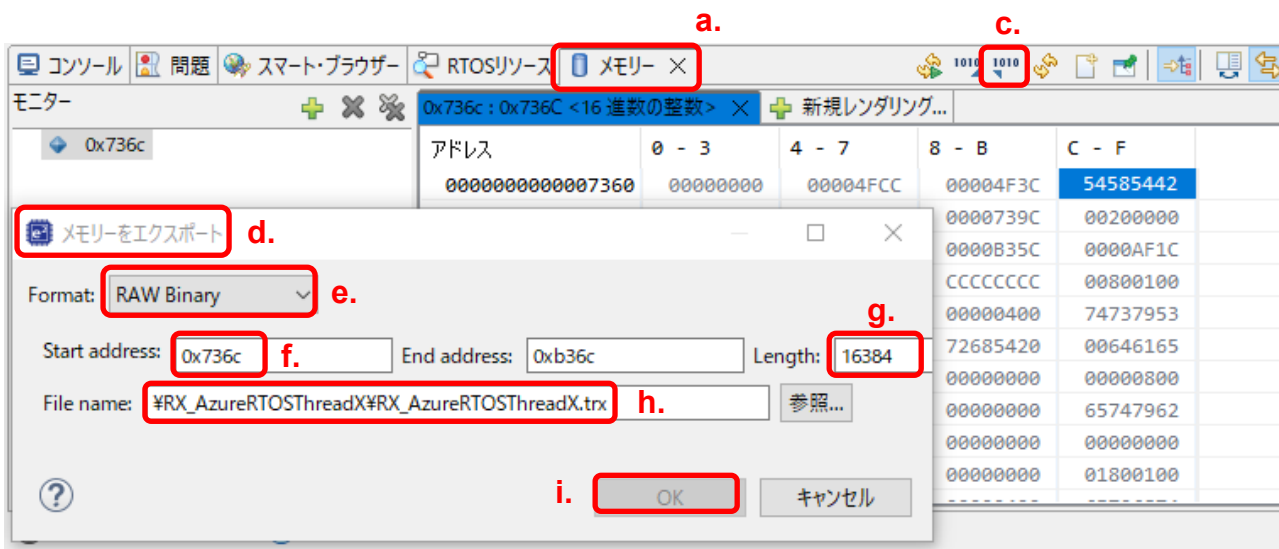 a.
c.
コンソール 問題 スマート・ブラウザー RTOSリソース メモリー
モニター
0x736c : 0x736C <16 進数の整数> 新規レンダリング...
0x736c
アドレス 0 - 3 4 - 7 8 - B C - F
0000000000007360 00000000 00004FCC 00004F3C 54585442
0000739C 00200000
0000B35C 0000AF1C
CCCCCCCC 00800100
00000400 74737953
72685420 00646165
00000000 00000800
00000000 65747962
00000000 00000000
00000000 01800100
メモリーをエクスポート d.
Format: RAW Binary e.
g.
Start address: 0x736c f. End address: 0xb36c Length: 16384
File name: ¥RX_AzureRTOSThreadX¥RX_AzureRTOSThreadX.trx h. 参照...
i. OK キャンセル